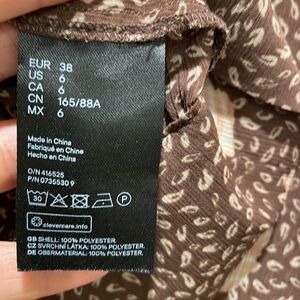 EUR 38
US 6
CA 6
CN 165/88A
MX 6
Made in China
Fabriqué en Chine
Hecho en China
O/N 416525
P/N 0735530 9
30
P
clevercare.info
GB SHELL: 100% POLYESTER.
CZ SVRCHNÍ LÁTKA: 100% POLYESTER.
DE OBERMATERIAL: 100% POLYESTER.